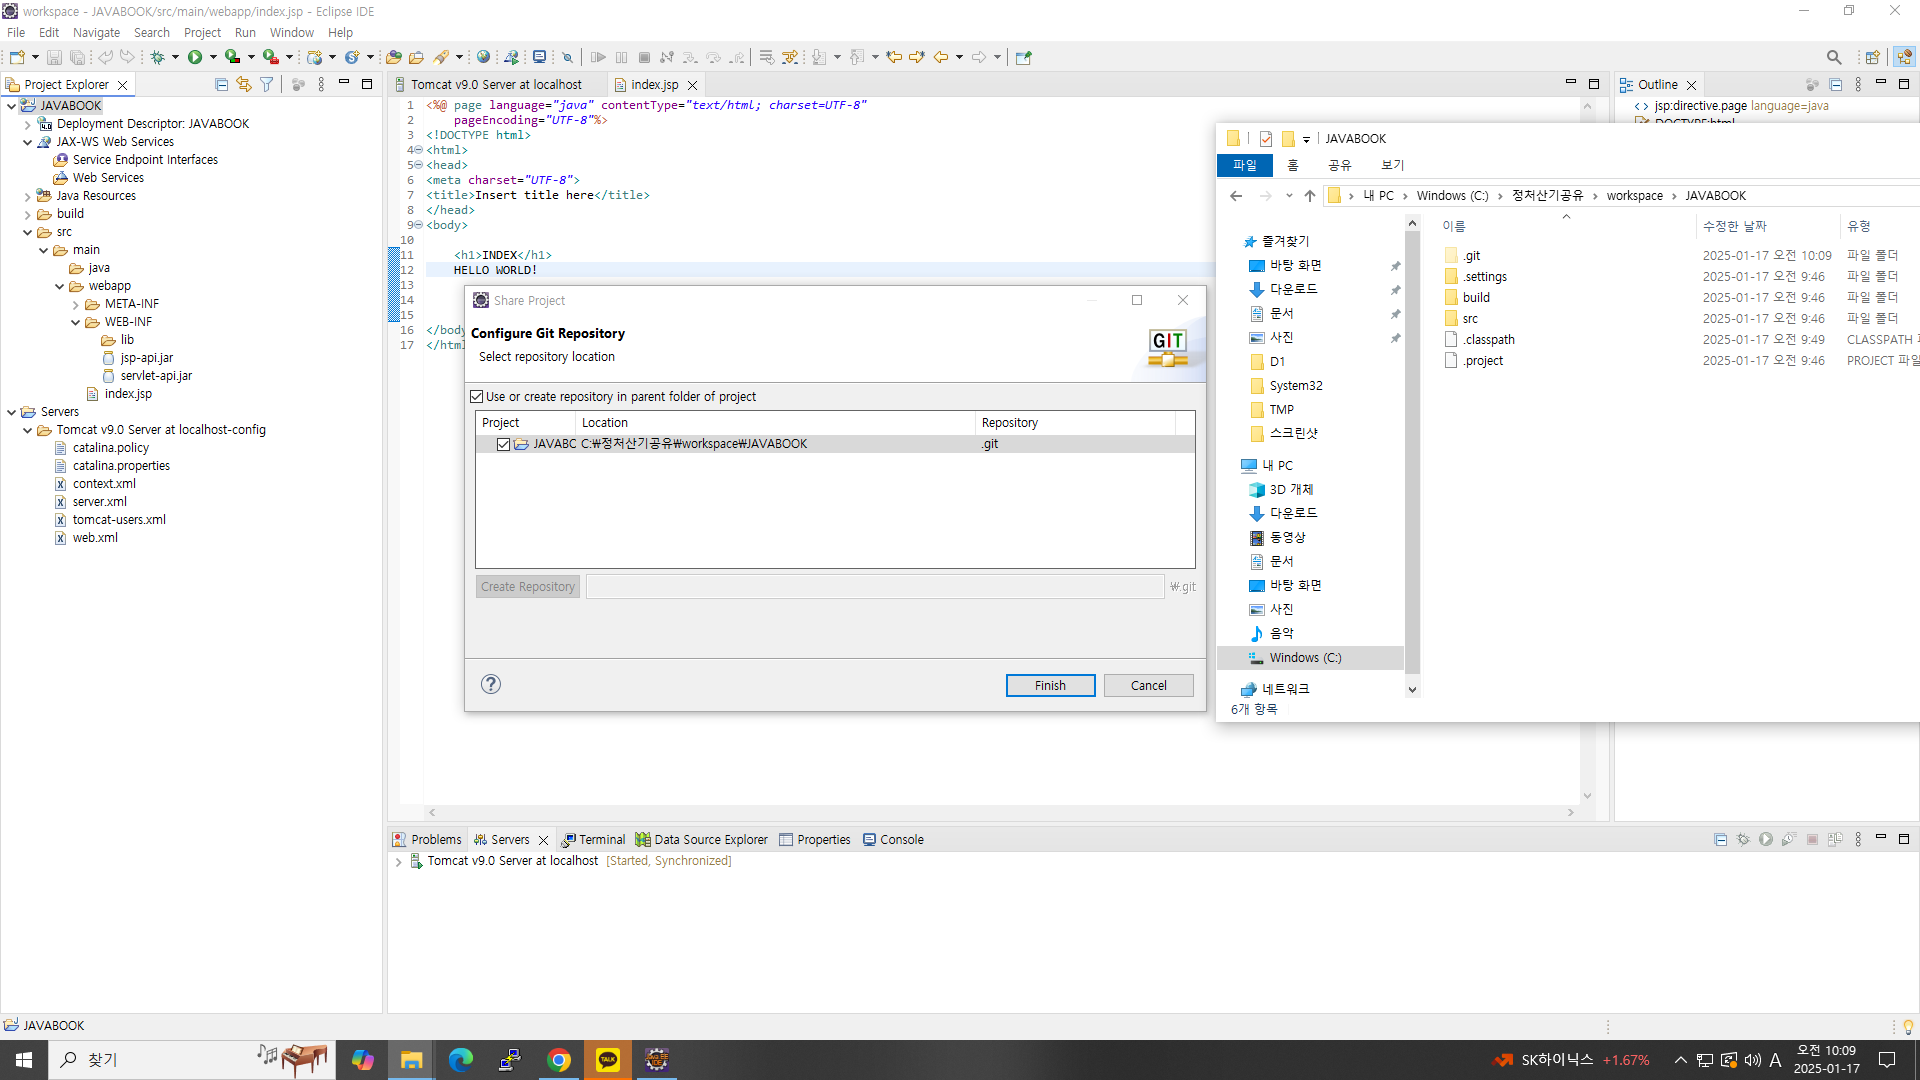 workspace - JAVABOOK/src/main/webapp/index.jsp - Eclipse IDE
File Edit Navigate Search Project Run Window Help
Project Explorer
JAVABOOK
Deployment Descriptor: JAVABOOK
JAX-WS Web Services
Service Endpoint Interfaces
Web Services
Java Resources
build
src
main
java
webapp
META-INF
WEB-INF
lib
jsp-api.jar
servlet-api.jar
index.jsp
Servers
Tomcat v9.0 Server at localhost-config
catalina.policy
catalina.properties
context.xml
server.xml
tomcat-users.xml
web.xml
Tomcat v9.0 Server at localhost
index.jsp
1 <%@ page language="java" contentType="text/html; charset=UTF-8"
2 pageEncoding="UTF-8"%>
3 <!DOCTYPE html>
4 <html>
5 <head>
6 <meta charset="UTF-8">
7 <title>Insert title here</title>
8 </head>
9 <body>
10
11 <h1>INDEX</h1>
12 HELLO WORLD!
13
14
15
16 </body
17 </html
Outline
jsp:directive.page language=java
DOCTYPE:html
Share Project
Configure Git Repository
Select repository location
GIT
Use or create repository in parent folder of project
Project Location Repository
JAVABC C:₩정처산기공유₩workspace₩JAVABOOK .git
Create Repository ₩.git
Finish Cancel
JAVABOOK
파일 홈 공유 보기
내 PC Windows (C:) 정처산기공유 workspace JAVABOOK
즐겨찾기
바탕 화면
다운로드
문서
사진
D1
System32
TMP
스크린샷
내 PC
3D 개체
다운로드
동영상
문서
바탕 화면
사진
음악
Windows (C:)
네트워크
이름 수정한 날짜 유형
.git 2025-01-17 오전 10:09 파일 폴더
.settings 2025-01-17 오전 9:46 파일 폴더
build 2025-01-17 오전 9:46 파일 폴더
src 2025-01-17 오전 9:46 파일 폴더
.classpath 2025-01-17 오전 9:49 CLASSPATH
.project 2025-01-17 오전 9:46 PROJECT 파일
6개 항목
Problems Servers Terminal Data Source Explorer Properties Console
Tomcat v9.0 Server at localhost [Started, Synchronized]
JAVABOOK
찾기
TALK
Java EE IDE
SK하이닉스 +1.67%
A
오전 10:09
2025-01-17